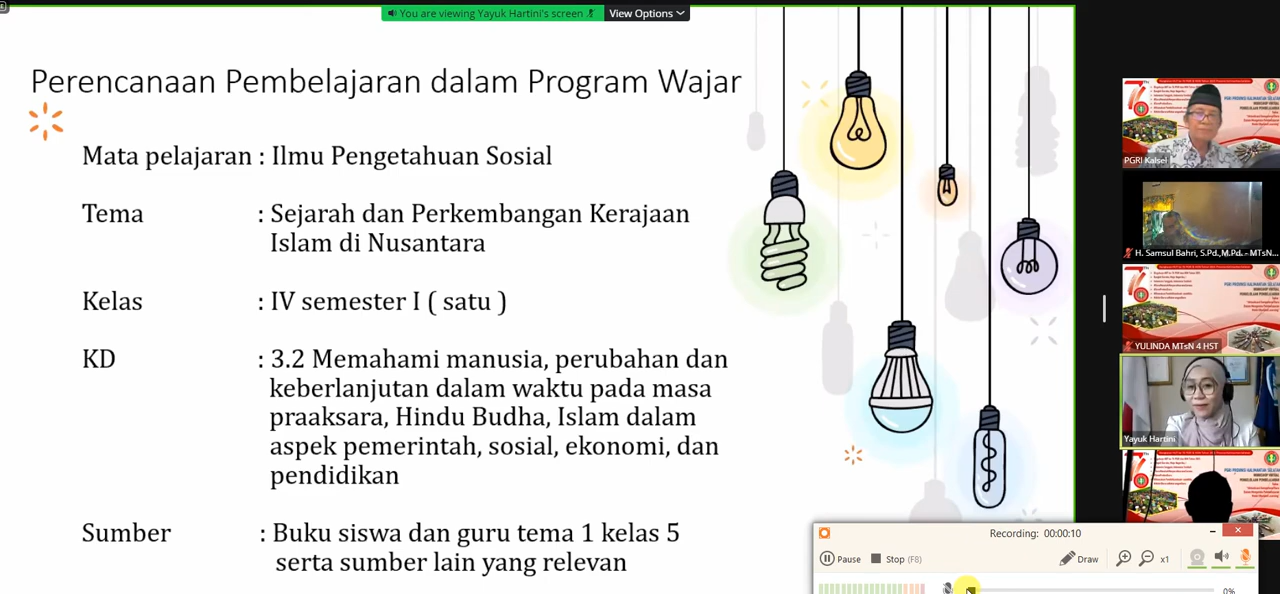 You are viewing Yayuk Hartini's screen
View Options
Perencanaan Pembelajaran dalam Program Wajar
Mata pelajaran : Ilmu Pengetahuan Sosial
Tema : Sejarah dan Perkembangan Kerajaan
Islam di Nusantara
Kelas : IV semester I ( satu )
KD : 3.2 Memahami manusia, perubahan dan
keberlanjutan dalam waktu pada masa
praaksara, Hindu Budha, Islam dalam
aspek pemerintah, sosial, ekonomi, dan
pendidikan
Sumber : Buku siswa dan guru tema 1 kelas 5
serta sumber lain yang relevan
PGRI Kalsel
H. Samsul Bahri, S.Pd.,M.Pd. - MTsN...
YULINDA MTsN 4 HST
Yayuk Hartini
Recording: 00:00:10
Pause
Stop (F8)
Draw
x1
0%